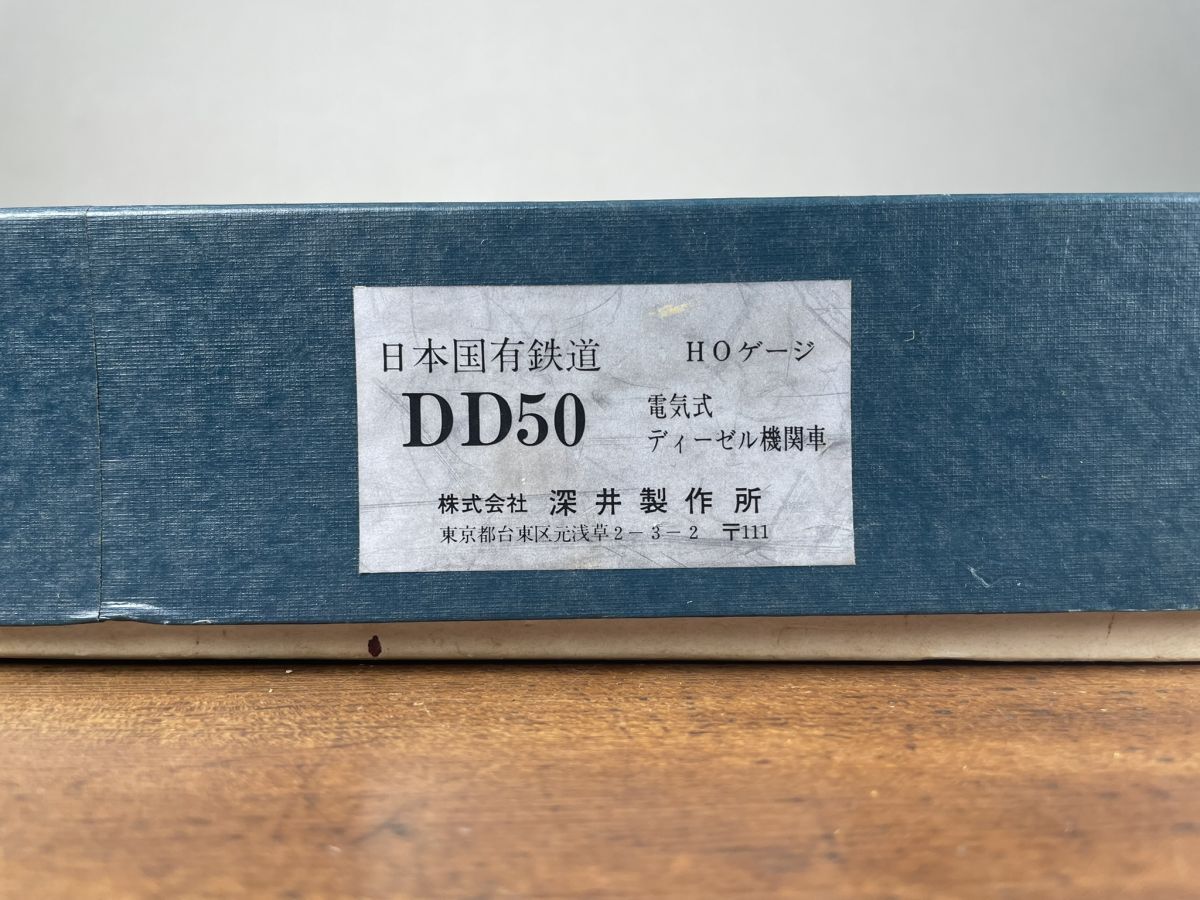 日本国有鉄道 HOゲージ
DD50 電気式
ディーゼル機関車
株式会社 深井製作所
東京都台東区元浅草2-3-2 〒111